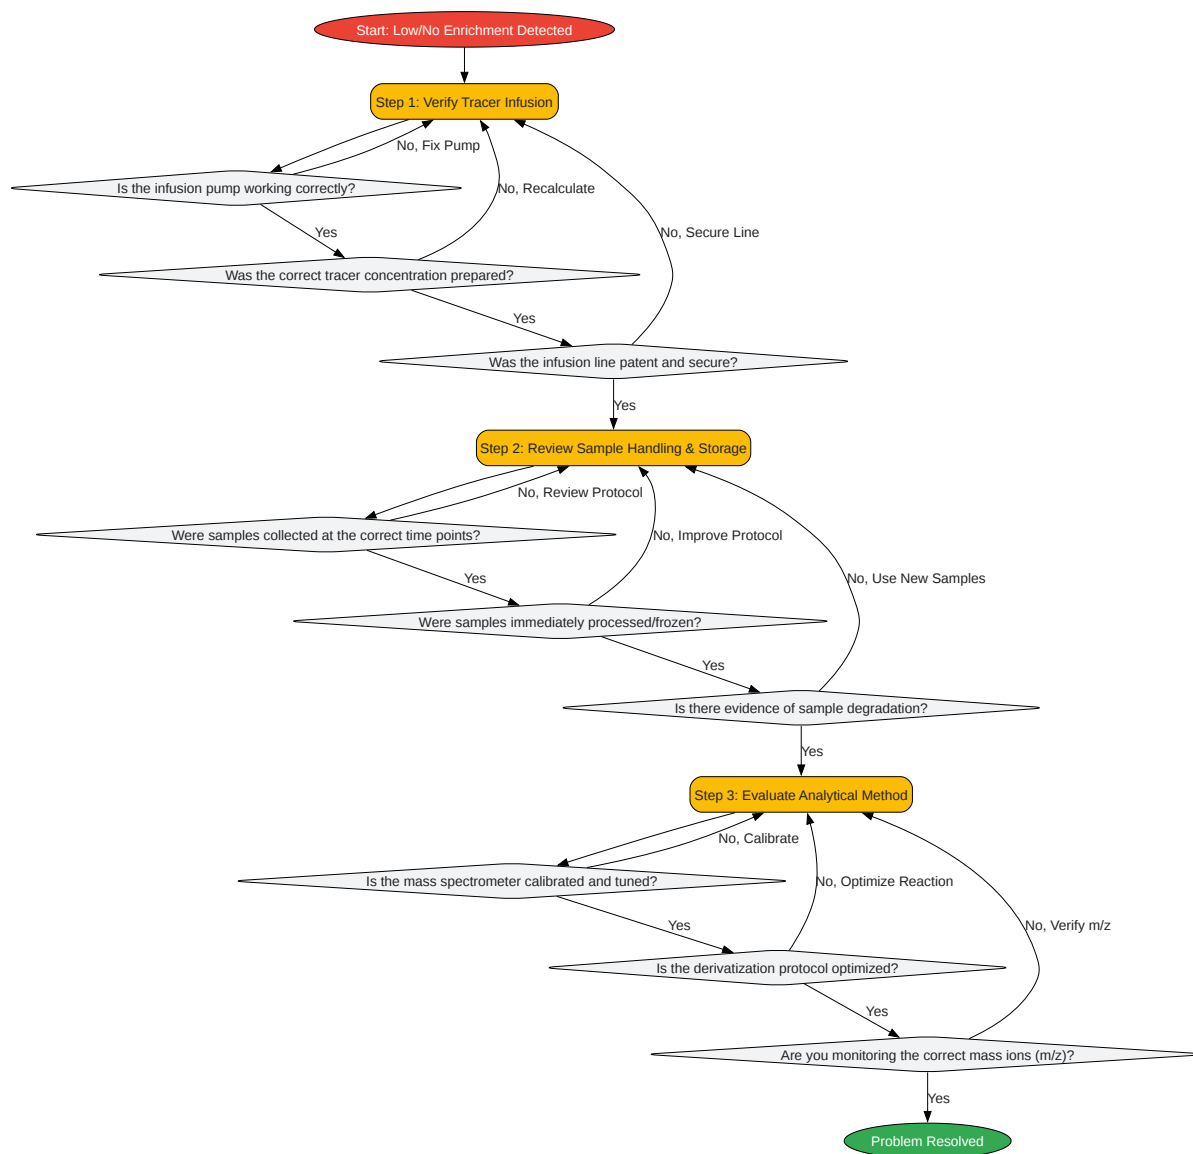 Start: Low/No Enrichment Detected
Step 1: Verify Tracer Infusion
No, Fix Pump
Is the infusion pump working correctly?
No, Recalculate
Yes
No, Secure Line
Was the correct tracer concentration prepared?
Yes
Was the infusion line patent and secure?
Yes
Step 2: Review Sample Handling & Storage
No, Review Protocol
Were samples collected at the correct time points?
No, Improve Protocol
Yes
No, Use New Samples
Were samples immediately processed/frozen?
Yes
Is there evidence of sample degradation?
Yes
Step 3: Evaluate Analytical Method
No, Calibrate
Is the mass spectrometer calibrated and tuned?
No, Optimize Reaction
Yes
No, Verify m/z
Is the derivatization protocol optimized?
Yes
Are you monitoring the correct mass ions (m/z)?
Yes
Problem Resolved